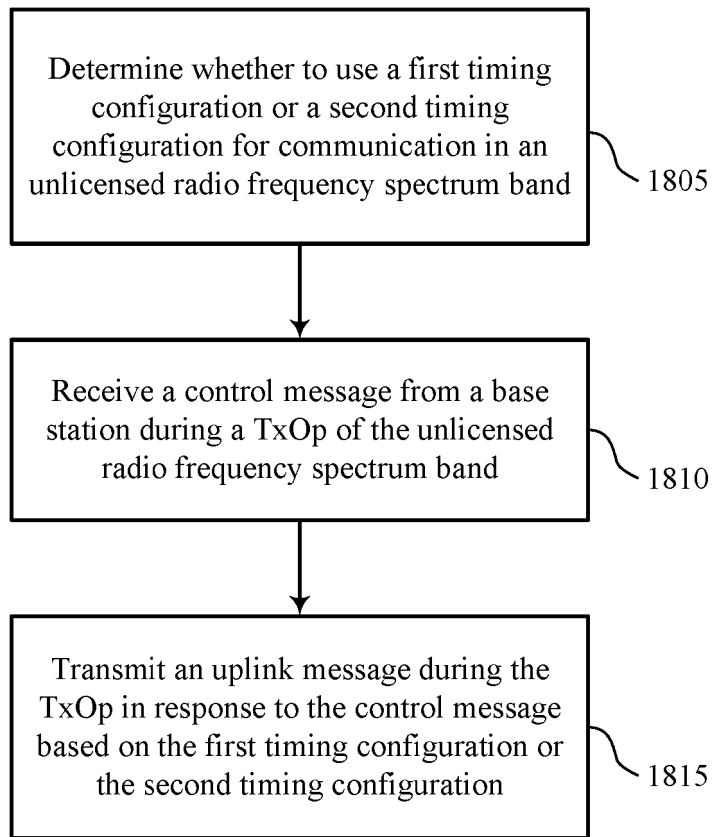 Determine whether to use a first timing
configuration or a second timing
configuration for communication in an
unlicensed radio frequency spectrum band
1805
Receive a control message from a base
station during a TxOp of the unlicensed
radio frequency spectrum band
1810
Transmit an uplink message during the
TxOp in response to the control message
based on the first timing configuration or
the second timing configuration
1815